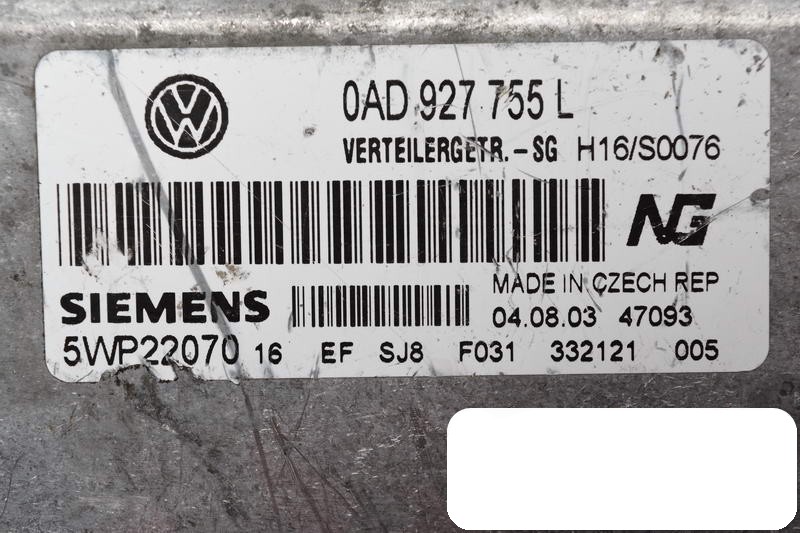 0AD 927 755 L
VERTEILERGETR.-SG H16/S0076
NG
SIEMENS
MADE IN CZECH REP
04.08.03 47093
5WP22070 16 EF SJ8 F031 332121 005